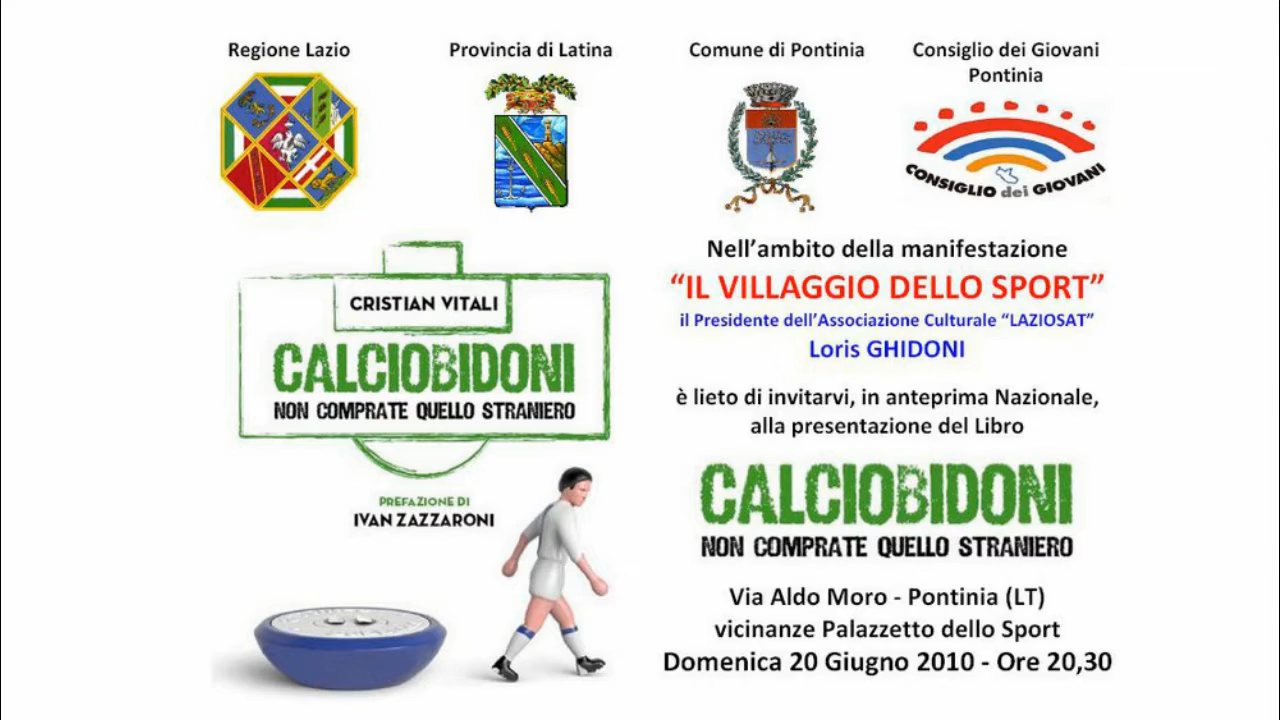 Regione Lazio
Provincia di Latina
Comune di Pontinia
Consiglio dei Giovani
Pontinia
CONSIGLIO dei GIOVANI
CRISTIAN VITALI
CALCIOBIDONI
NON COMPRATE QUELLO STRANIERO
PREFAZIONE DI
IVAN ZAZZARONI
Nell'ambito della manifestazione
“IL VILLAGGIO DELLO SPORT”
il Presidente dell'Associazione Culturale “LAZIOSAT”
Loris GHIDONI
è lieto di invitarvi, in anteprima Nazionale,
alla presentazione del Libro
CALCIOBIDONI
NON COMPRATE QUELLO STRANIERO
Via Aldo Moro - Pontinia (LT)
vicinanze Palazzetto dello Sport
Domenica 20 Giugno 2010 - Ore 20,30